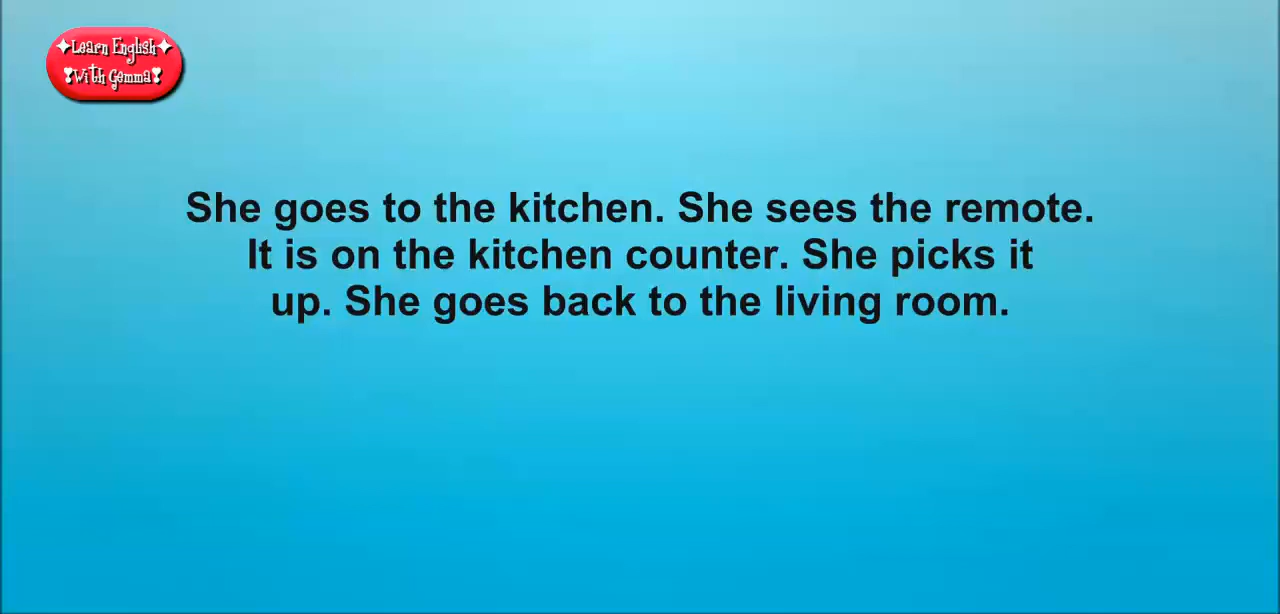 Learn English
With Gemma
She goes to the kitchen. She sees the remote.
It is on the kitchen counter. She picks it
up. She goes back to the living room.